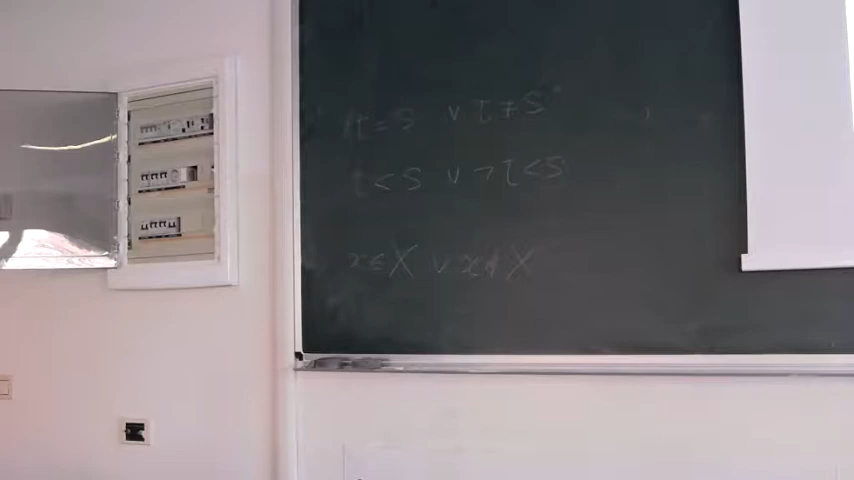 t = s ∨ t ≠ s
t < s ∨ ¬ t < s
x ∈ X ∨ x ∉ X